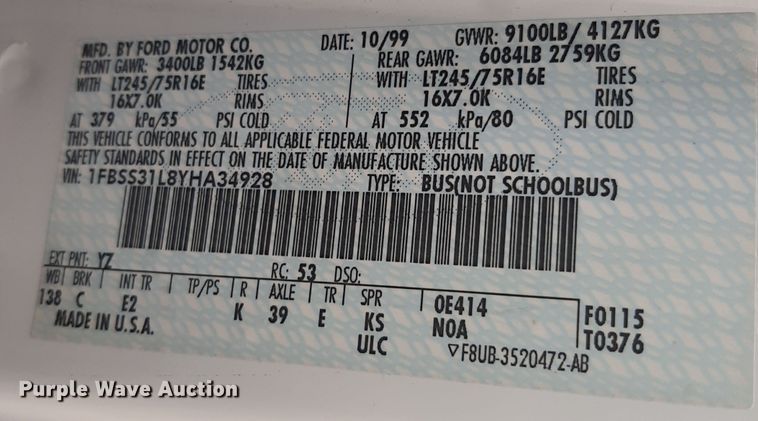 MFD. BY FORD MOTOR CO. DATE: 10/99 GVWR: 9100LB/ 4127KG
FRONT GAWR: 3400LB 1542KG REAR GAWR: 6084LB 2759KG
WITH LT245/75R16E TIRES WITH LT245/75R16E TIRES
16X7.0K RIMS 16X7.0K RIMS
AT 379 kPa/55 PSI COLD AT 552 kPa/80 PSI COLD
THIS VEHICLE CONFORMS TO ALL APPLICABLE FEDERAL MOTOR VEHICLE
SAFETY STANDARDS IN EFFECT ON THE DATE OF MANUFACTURE SHOWN ABOVE.
VIN: 1FBSS31L8YHA34928 TYPE: BUS(NOT SCHOOLBUS)
EXT PNT: YZ RC: 53 DSO:
WB BRK INT TR TP/PS R AXLE TR SPR 0E414 F0115
138 C E2 K 39 E KS N0A T0376
MADE IN U.S.A. ULC ▽F8UB-3520472-AB
Purple Wave Auction